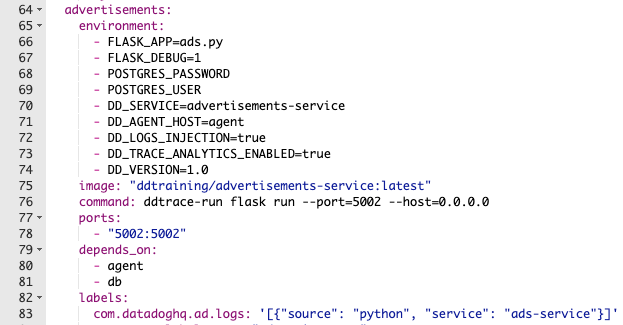 64 advertisements:
65 environment:
66 - FLASK_APP=ads.py
67 - FLASK_DEBUG=1
68 - POSTGRES_PASSWORD
69 - POSTGRES_USER
70 - DD_SERVICE=advertisements-service
71 - DD_AGENT_HOST=agent
72 - DD_LOGS_INJECTION=true
73 - DD_TRACE_ANALYTICS_ENABLED=true
74 - DD_VERSION=1.0
75 image: "ddtraining/advertisements-service:latest"
76 command: ddtrace-run flask run --port=5002 --host=0.0.0.0
77 ports:
78 - "5002:5002"
79 depends_on:
80 - agent
81 - db
82 labels:
83 com.datadoghq.ad.logs: '[{"source": "python", "service": "ads-service"}]'